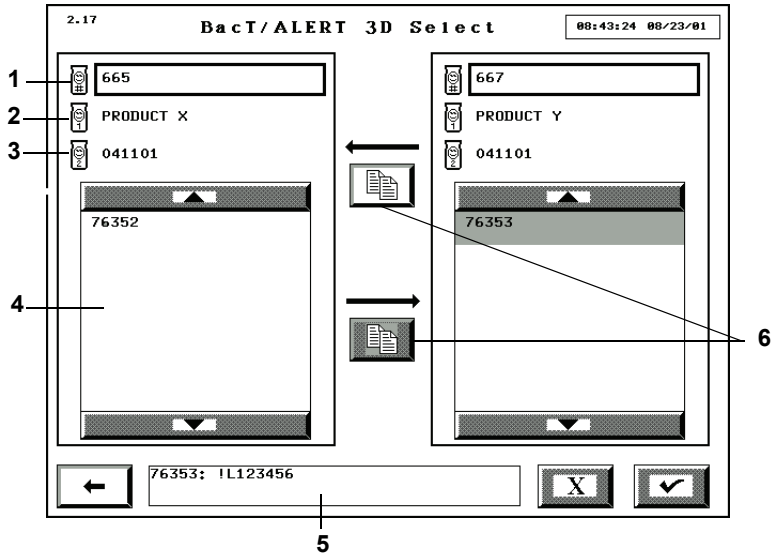 2.17
BacT/ALERT 3D Select
08:43:24 08/23/01
1
665
667
2
PRODUCT X
PRODUCT Y
3
041101
041101
76352
76353
4
6
76353: !L123456
X
5